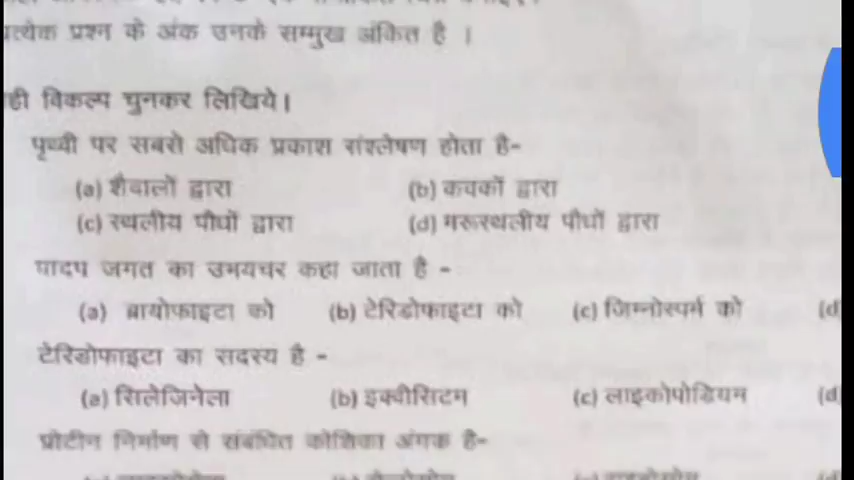 प्रत्येक प्रश्न के अंक उनके सम्मुख अंकित है ।
ही विकल्प चुनकर लिखिये।
पृथ्वी पर सबसे अधिक प्रकाश संश्लेषण होता है-
(a) शैवालों द्वारा (b) कवकों द्वारा
(c) स्थलीय पौधों द्वारा (d) मरूस्थलीय पौधों द्वारा
पादप जगत का उभयचर कहा जाता है -
(a) ब्रायोफाइटा को (b) टेरिडोफाइटा को (c) जिम्नोस्पर्म को (d
टेरिडोफाइटा का सदस्य है -
(a) सिलेजिनेला (b) इक्वीसिटम (c) लाइकोपोडियम (d
प्रोटीन निर्माण से संबंधित कोशिका अंगक है-